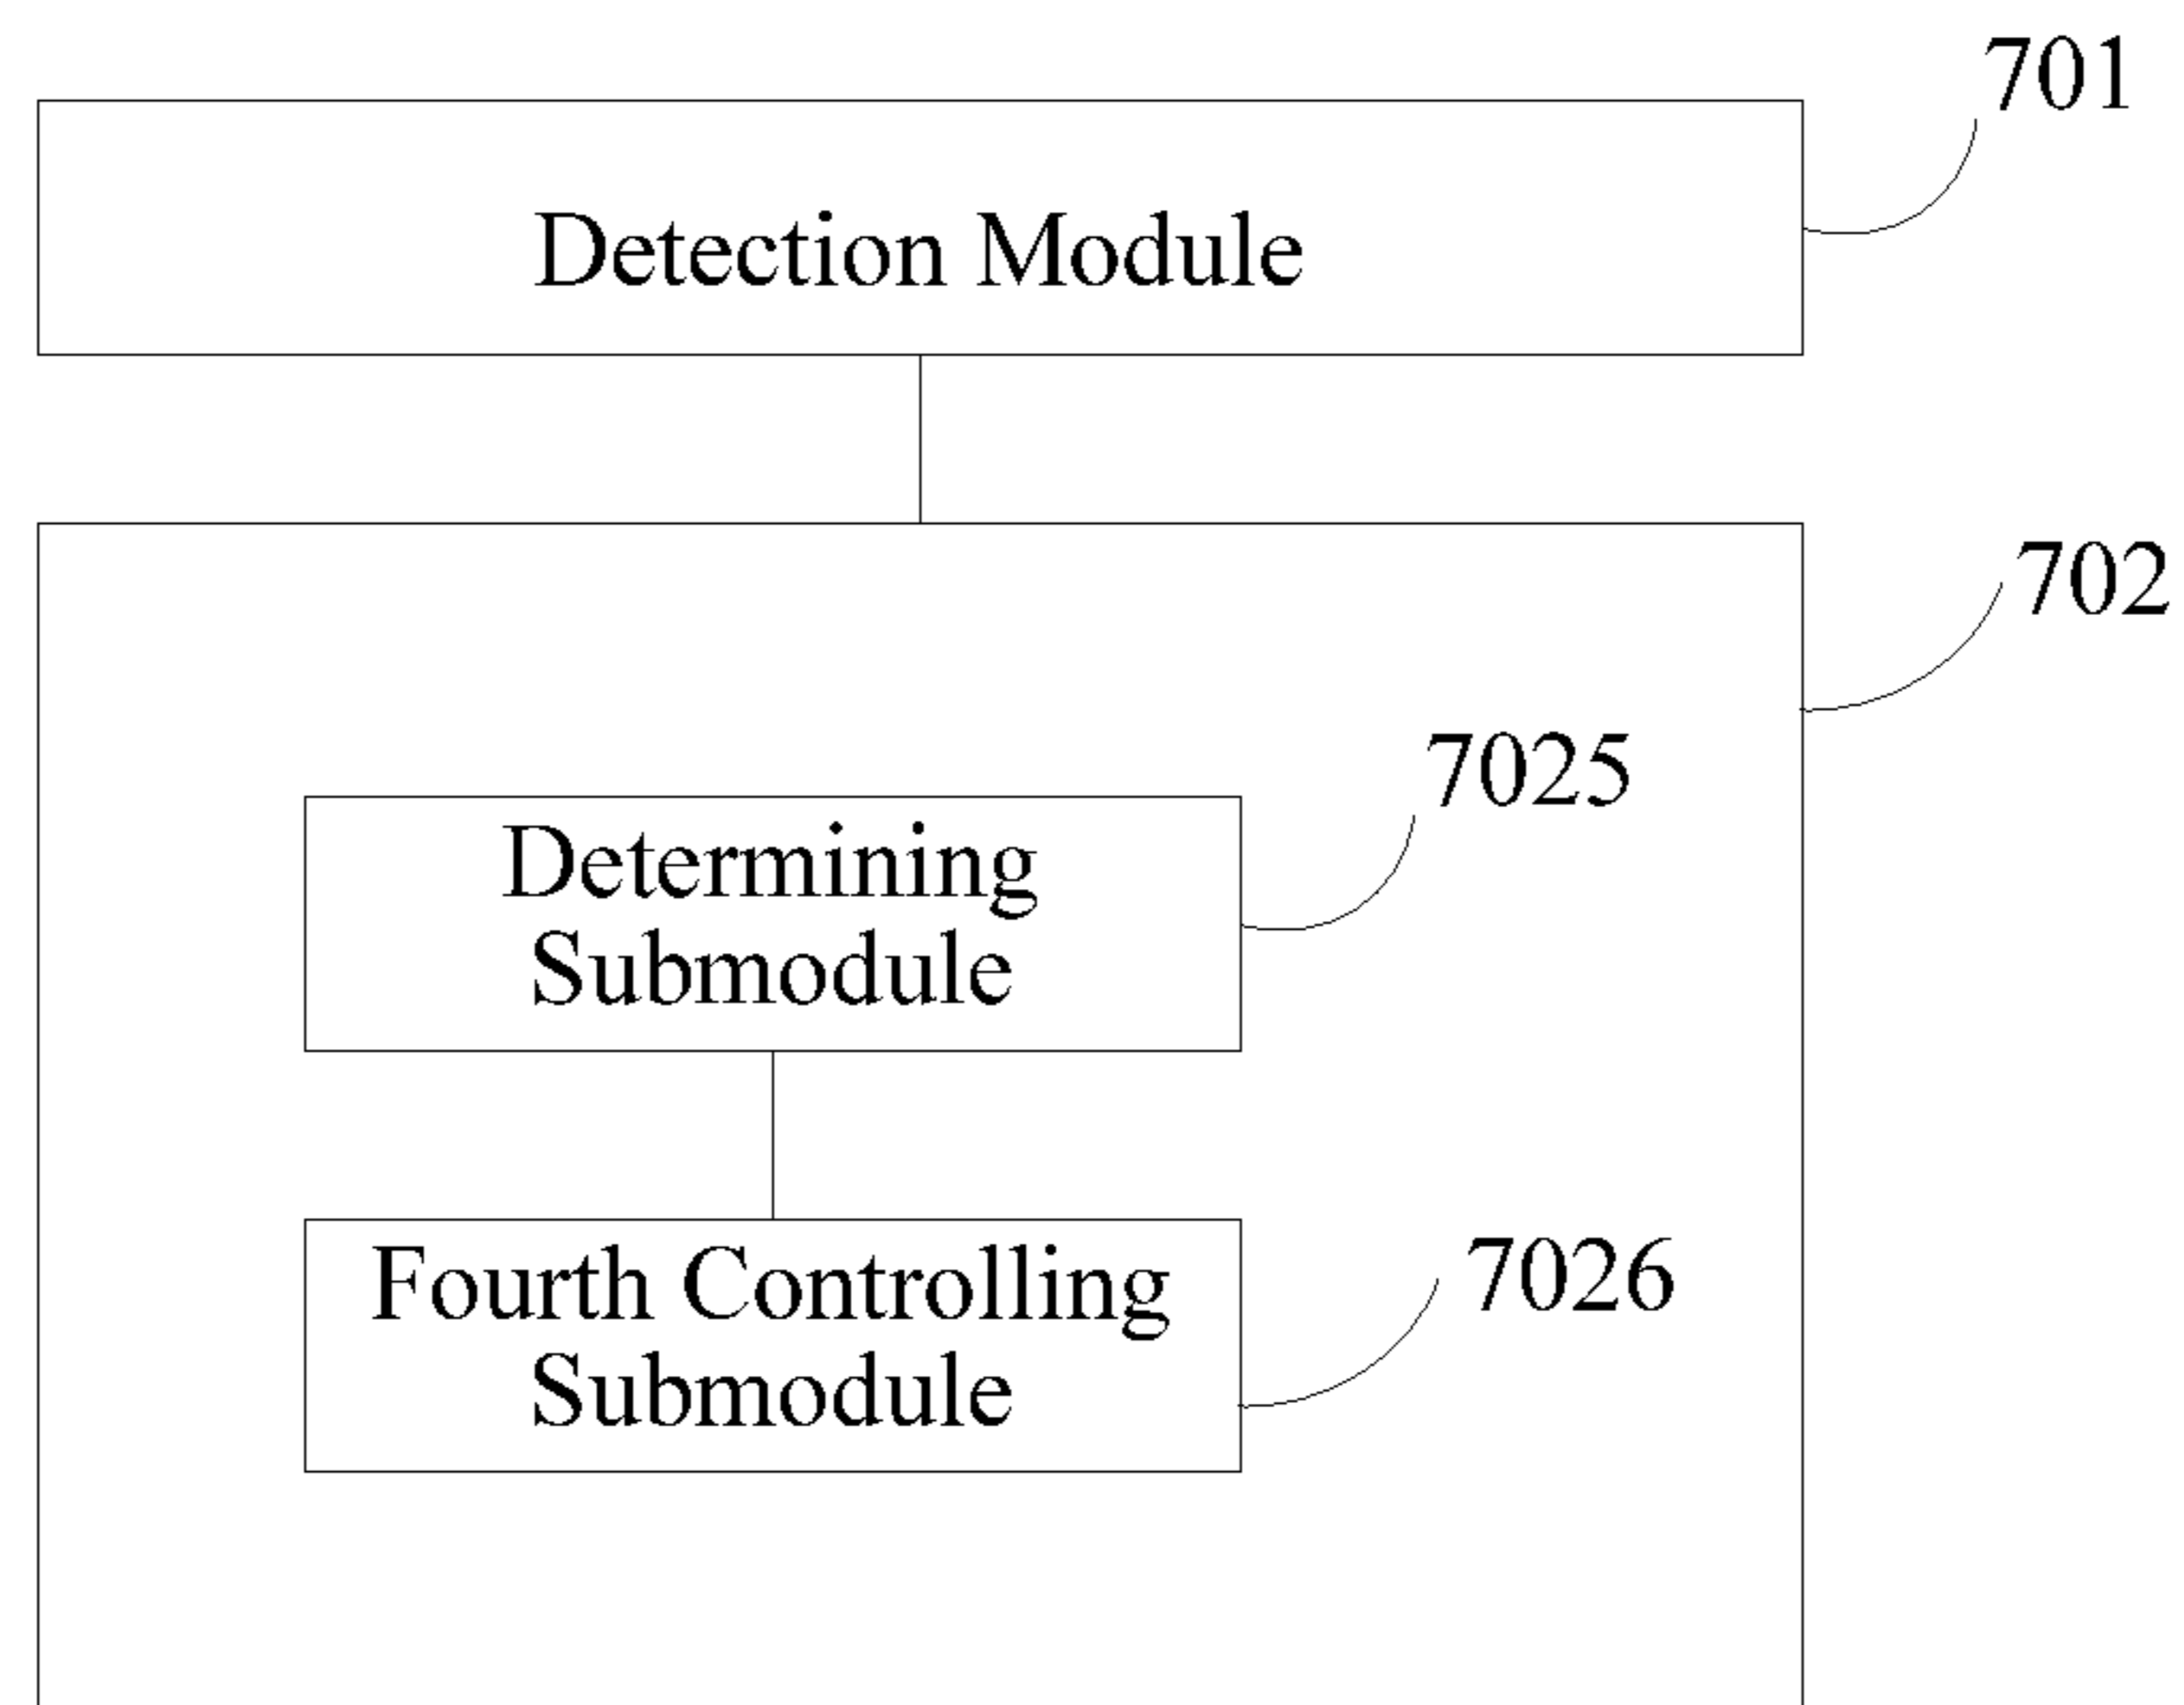 701
Detection Module
702
7025
Determining
Submodule
7026
Fourth Controlling
Submodule